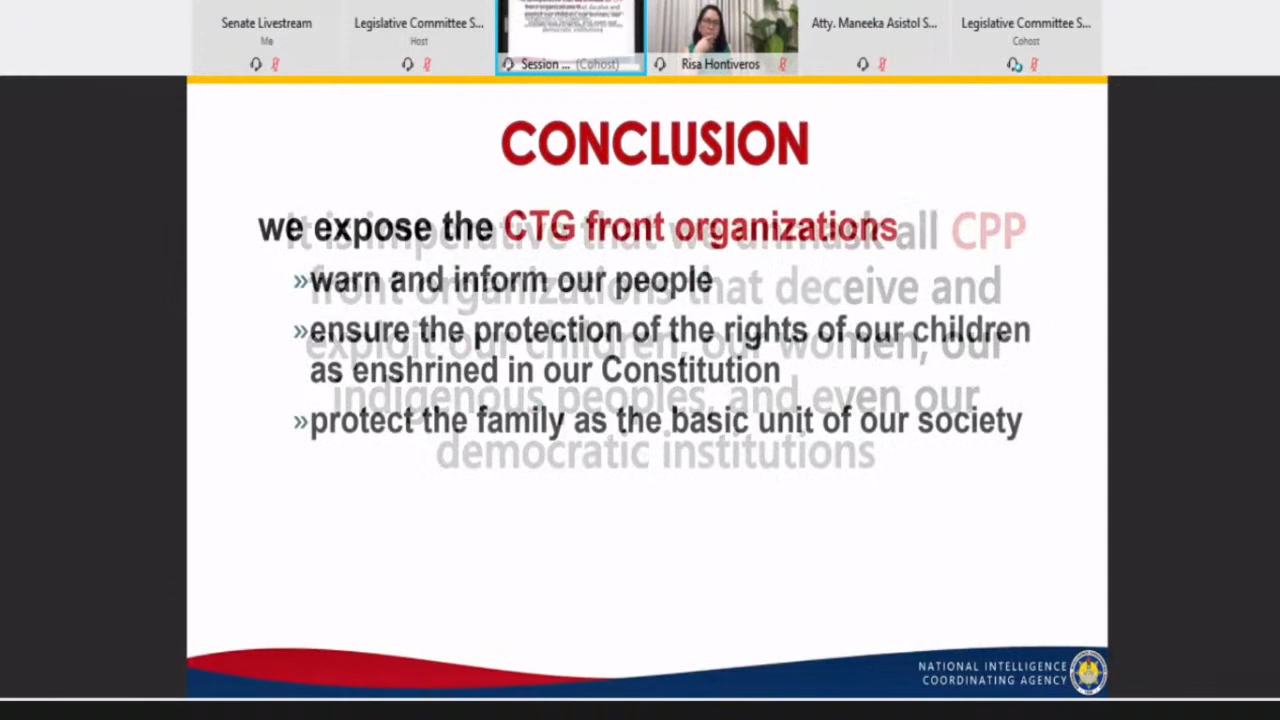 Senate Livestream
Me
Legislative Committee S...
Host
Session ... (Cohost)
Risa Hontiveros
Atty. Maneeka Asistol S...
Legislative Committee S...
Cohost
CONCLUSION
we expose the CTG front organizations
»warn and inform our people
»ensure the protection of the rights of our children
as enshrined in our Constitution
»protect the family as the basic unit of our society
It is imperative that we unmask all CPP
front organizations that deceive and
exploit our children, our women, our
indigenous peoples, and even our
democratic institutions
NATIONAL INTELLIGENCE
COORDINATING AGENCY